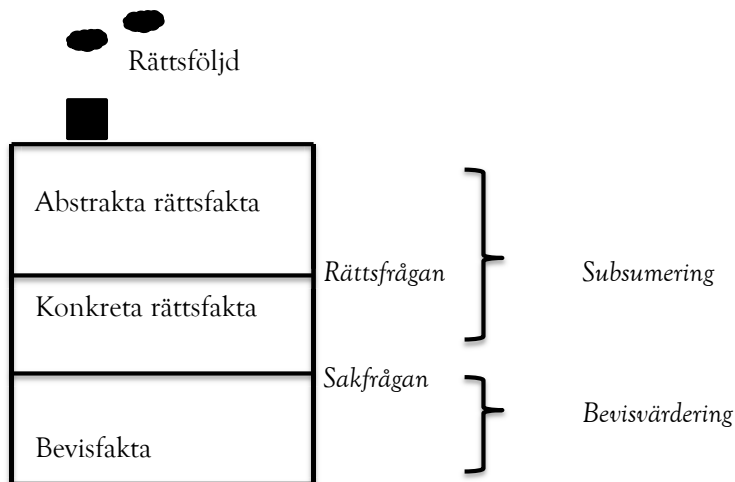 Rättsföljd
Abstrakta rättsfakta
Rättsfrågan
Subsumering
Konkreta rättsfakta
Sakfrågan
Bevisvärdering
Bevisfakta